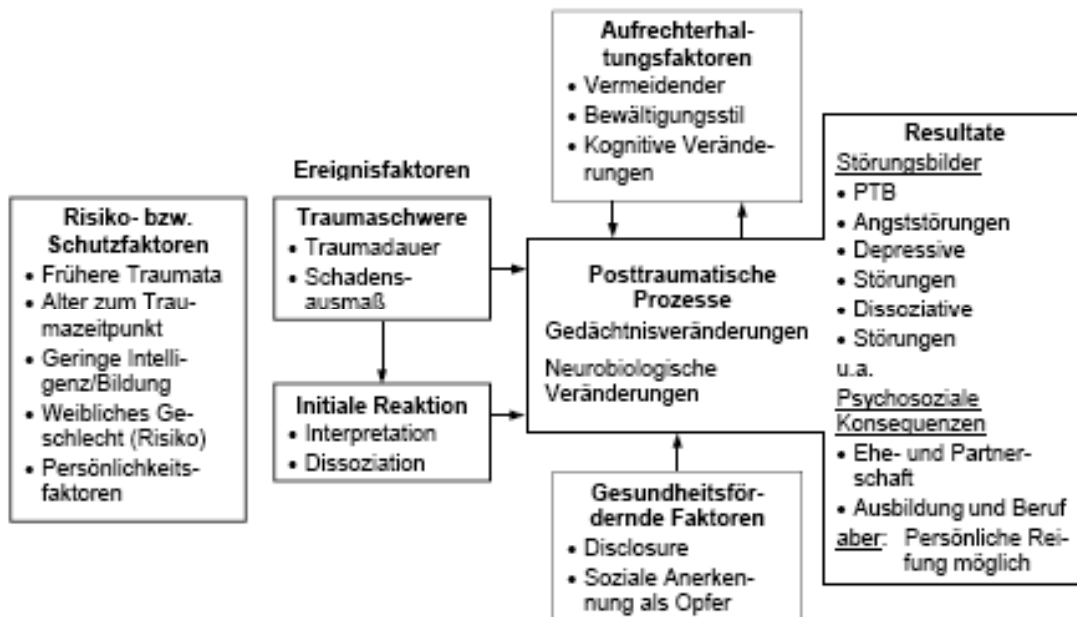 Risiko- bzw.
Schutzfaktoren
• Frühere Traumata
• Alter zum Trau-
mazeitpunkt
• Geringe Intelli-
genz/Bildung
• Weibliches Ge-
schlecht (Risiko)
• Persönlichkeits-
faktoren
Ereignisfaktoren
Traumaschwere
• Traumadauer
• Schadens-
ausmaß
Initiale Reaktion
• Interpretation
• Dissoziation
Aufrechterhal-
tungsfaktoren
• Vermeidender
• Bewältigungsstil
• Kognitive Verände-
rungen
Posttraumatische
Prozesse
Gedächtnisveränderungen
Neurobiologische
Veränderungen
Gesundheitsför-
dernde Faktoren
• Disclosure
• Soziale Anerken-
nung als Opfer
Resultate
Störungsbilder
• PTB
• Angststörungen
• Depressive
• Störungen
• Dissoziative
• Störungen
u.a.
Psychosoziale
Konsequenzen
• Ehe- und Partner-
schaft
• Ausbildung und Beruf
aber: Persönliche Rei-
fung möglich